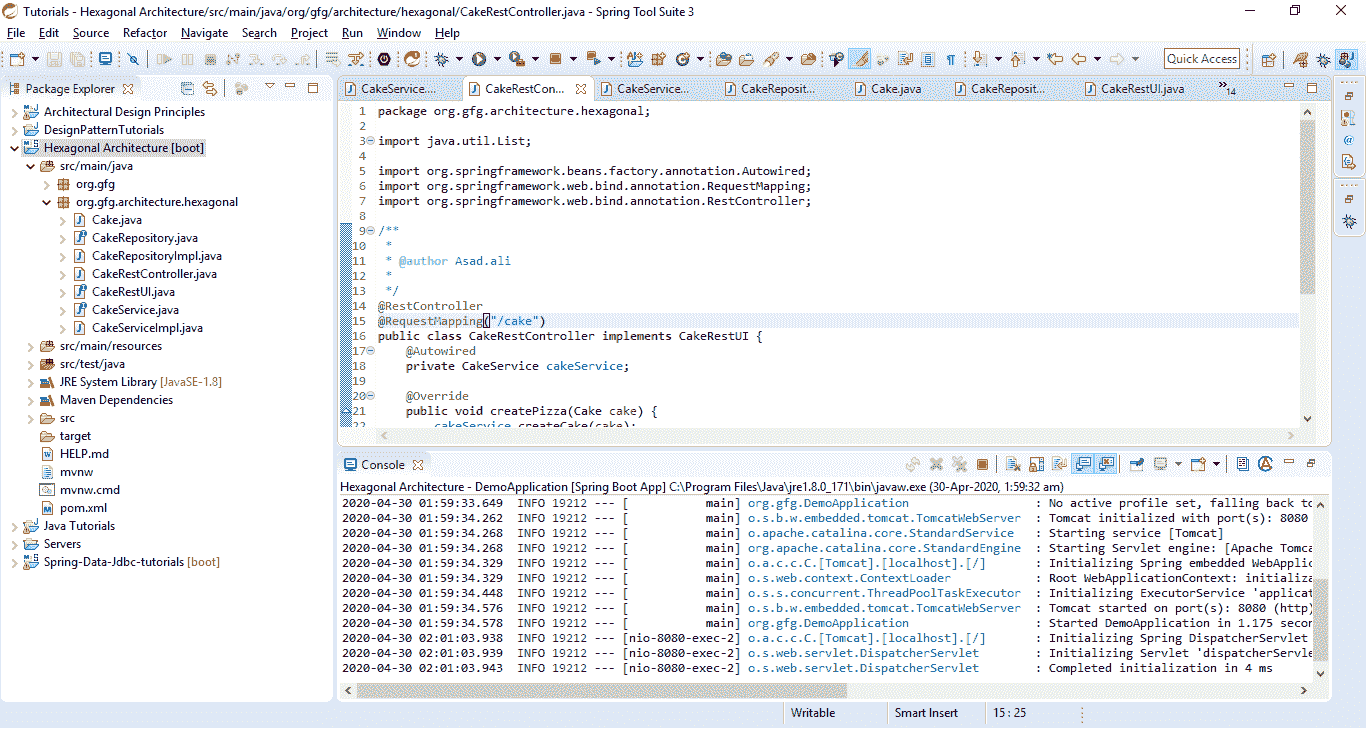 Tutorials - Hexagonal Architecture/src/main/java/org/gfg/architecture/hexagonal/CakeRestController.java - Spring Tool Suite 3
File Edit Source Refactor Navigate Search Project Run Window Help
Quick Access
Package Explorer
Architectural Design Principles
DesignPatternTutorials
Hexagonal Architecture [boot]
src/main/java
org.gfg
org.gfg.architecture.hexagonal
Cake.java
CakeRepository.java
CakeRepositoryImpl.java
CakeRestController.java
CakeRestUI.java
CakeService.java
CakeServiceImpl.java
src/main/resources
src/test/java
JRE System Library [JavaSE-1.8]
Maven Dependencies
src
target
HELP.md
mvnw
mvnw.cmd
pom.xml
Java Tutorials
Servers
Spring-Data-Jdbc-tutorials [boot]
CakeService.... CakeRestCon... CakeService... CakeReposit... Cake.java CakeReposit... CakeRestUI.java 14
1 package org.gfg.architecture.hexagonal;
2
3 import java.util.List;
4
5 import org.springframework.beans.factory.annotation.Autowired;
6 import org.springframework.web.bind.annotation.RequestMapping;
7 import org.springframework.web.bind.annotation.RestController;
8
9 /**
10 *
11 * @author Asad.ali
12 *
13 */
14 @RestController
15 @RequestMapping("/cake")
16 public class CakeRestController implements CakeRestUI {
17 @Autowired
18 private CakeService cakeService;
19
20 @Override
21 public void createPizza(Cake cake) {
22 cakeService.createCake(cake);
Console
Hexagonal Architecture - DemoApplication [Spring Boot App] C:\Program Files\Java\jre1.8.0_171\bin\javaw.exe (30-Apr-2020, 1:59:32 am)
2020-04-30 01:59:33.649 INFO 19212 --- [ main] org.gfg.DemoApplication : No active profile set, falling back to
2020-04-30 01:59:34.262 INFO 19212 --- [ main] o.s.b.w.embedded.tomcat.TomcatWebServer : Tomcat initialized with port(s): 8080
2020-04-30 01:59:34.268 INFO 19212 --- [ main] o.apache.catalina.core.StandardService : Starting service [Tomcat]
2020-04-30 01:59:34.268 INFO 19212 --- [ main] org.apache.catalina.core.StandardEngine : Starting Servlet engine: [Apache Tomca
2020-04-30 01:59:34.329 INFO 19212 --- [ main] o.a.c.c.C.[Tomcat].[localhost].[/] : Initializing Spring embedded WebApplic
2020-04-30 01:59:34.329 INFO 19212 --- [ main] o.s.web.context.ContextLoader : Root WebApplicationContext: initializa
2020-04-30 01:59:34.448 INFO 19212 --- [ main] o.s.s.concurrent.ThreadPoolTaskExecutor : Initializing ExecutorService 'applicat
2020-04-30 01:59:34.576 INFO 19212 --- [ main] o.s.b.w.embedded.tomcat.TomcatWebServer : Tomcat started on port(s): 8080 (http)
2020-04-30 01:59:34.578 INFO 19212 --- [ main] org.gfg.DemoApplication : Started DemoApplication in 1.175 secon
2020-04-30 02:01:03.938 INFO 19212 --- [nio-8080-exec-2] o.a.c.c.C.[Tomcat].[localhost].[/] : Initializing Spring DispatcherServlet
2020-04-30 02:01:03.939 INFO 19212 --- [nio-8080-exec-2] o.s.web.servlet.DispatcherServlet : Initializing Servlet 'dispatcherServle
2020-04-30 02:01:03.943 INFO 19212 --- [nio-8080-exec-2] o.s.web.servlet.DispatcherServlet : Completed initialization in 4 ms
Writable Smart Insert 15 : 25